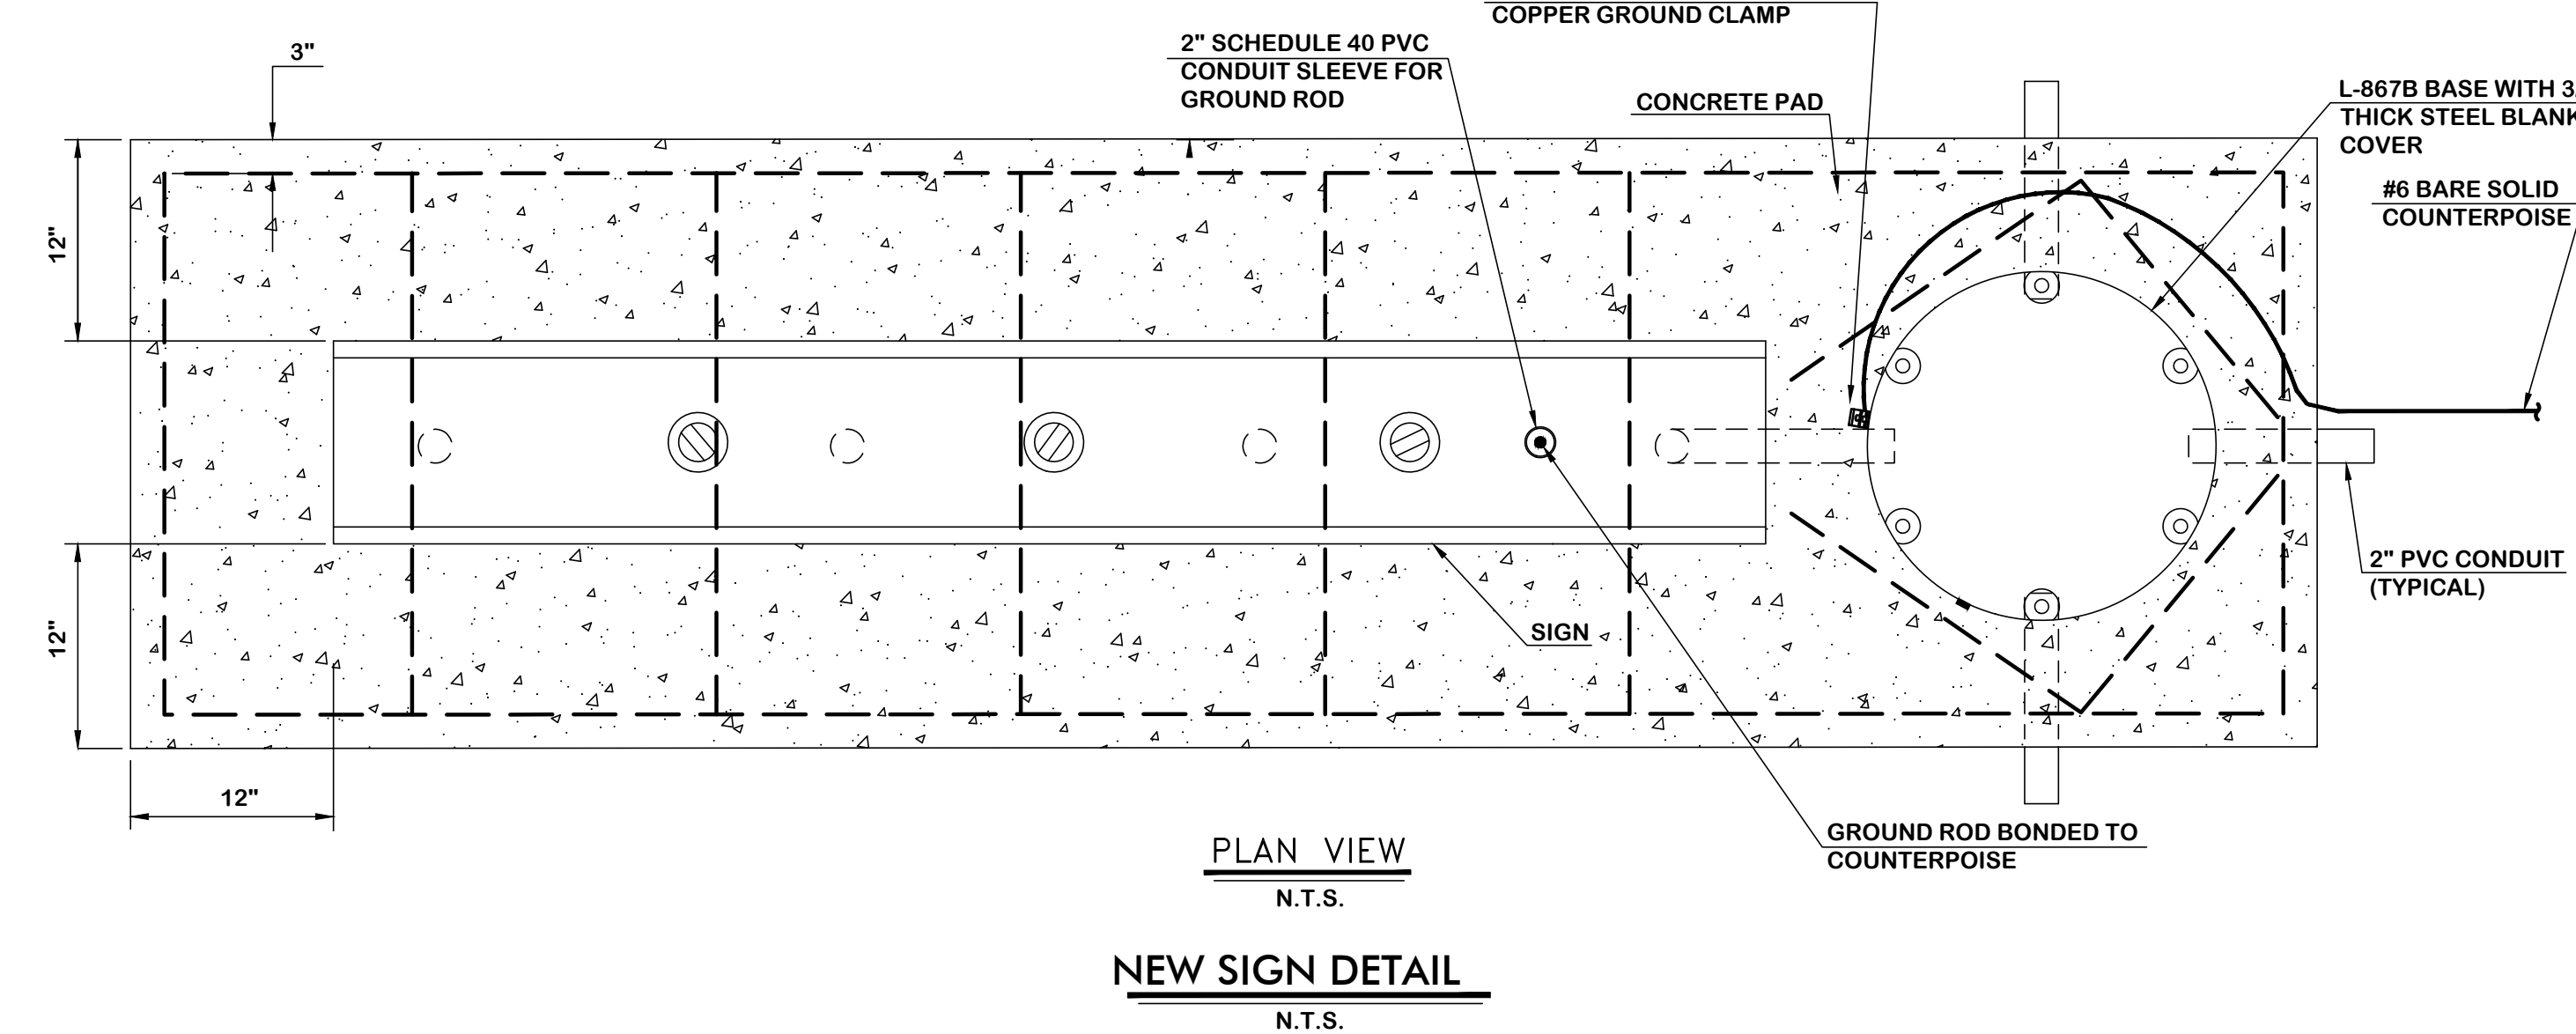 COPPER GROUND CLAMP
3"
2" SCHEDULE 40 PVC
CONDUIT SLEEVE FOR
GROUND ROD
CONCRETE PAD
L-867B BASE WITH
THICK STEEL BLANK
COVER
#6 BARE SOLID
COUNTERPOISE
12"
12"
SIGN
2" PVC CONDUIT
(TYPICAL)
12"
GROUND ROD BONDED TO
COUNTERPOISE
PLAN VIEW
N.T.S.
NEW SIGN DETAIL
N.T.S.